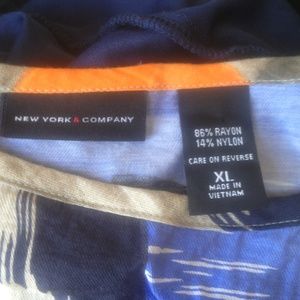 NEW YORK & COMPANY
86% RAYON
14% NYLON
CARE ON REVERSE
XL
MADE IN
VIETNAM